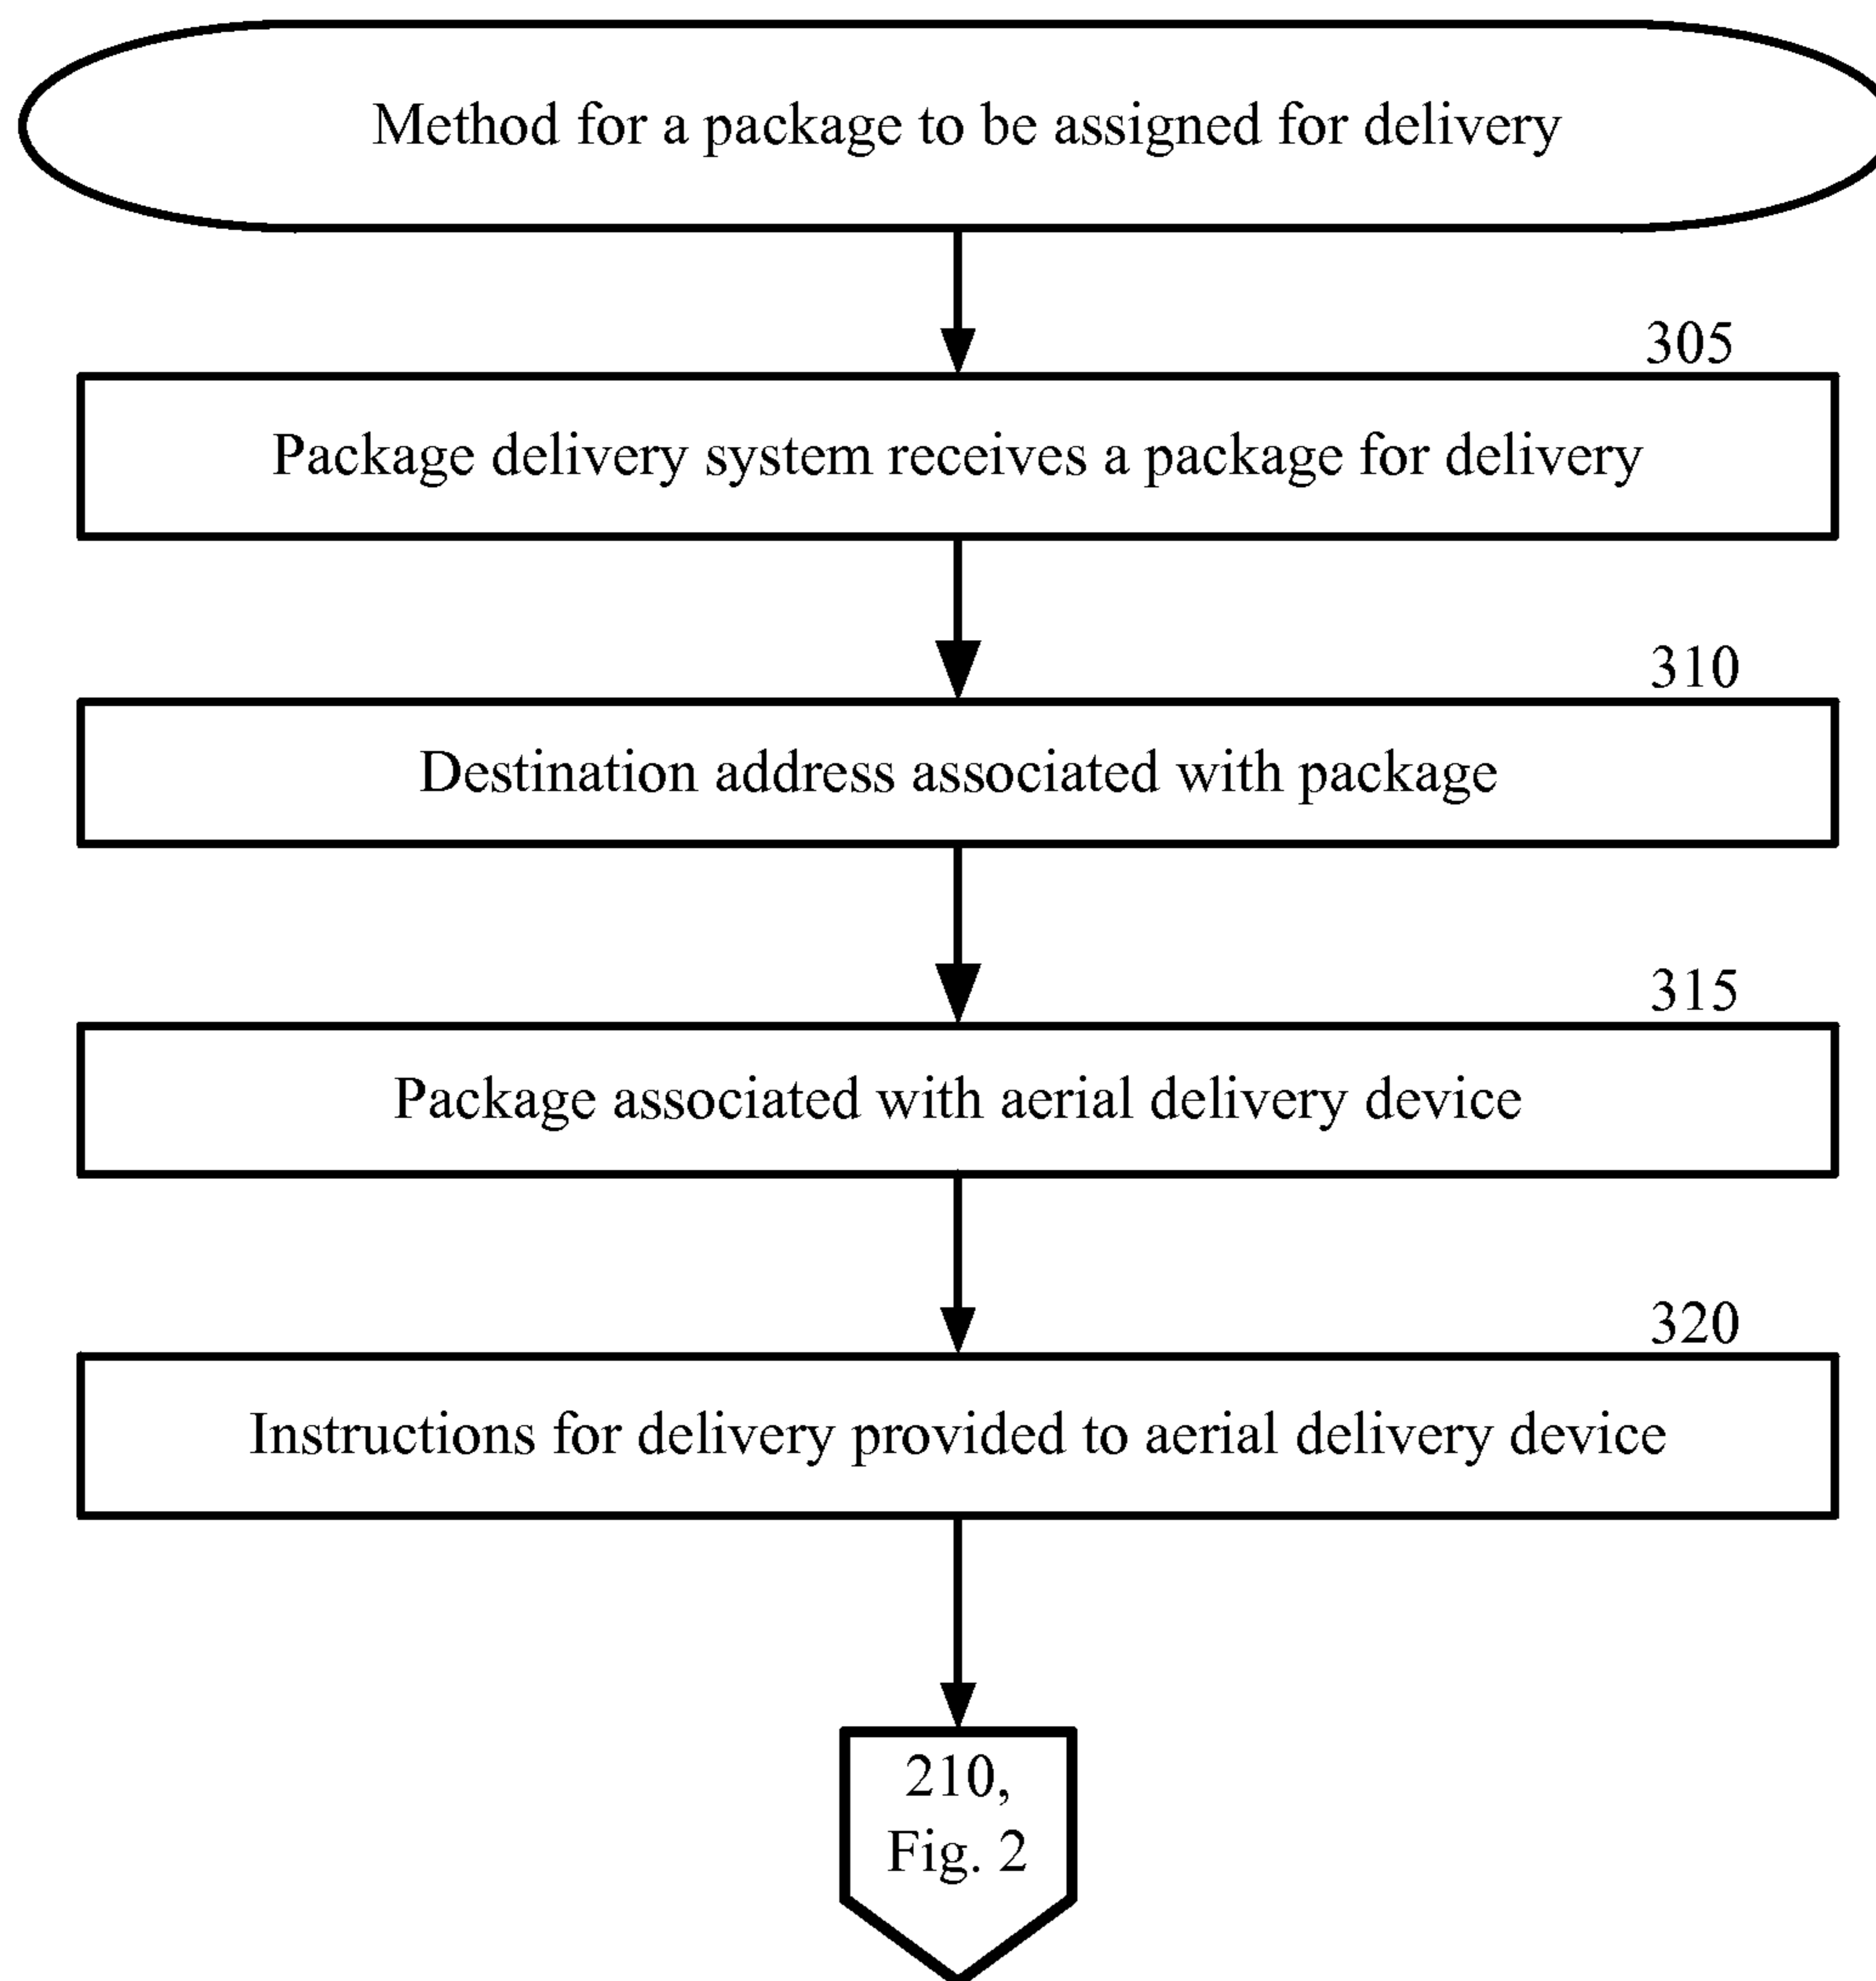 Method for a package to be assigned for delivery
305
Package delivery system receives a package for delivery
310
Destination address associated with package
315
Package associated with aerial delivery device
320
Instructions for delivery provided to aerial delivery device
210,
Fig. 2